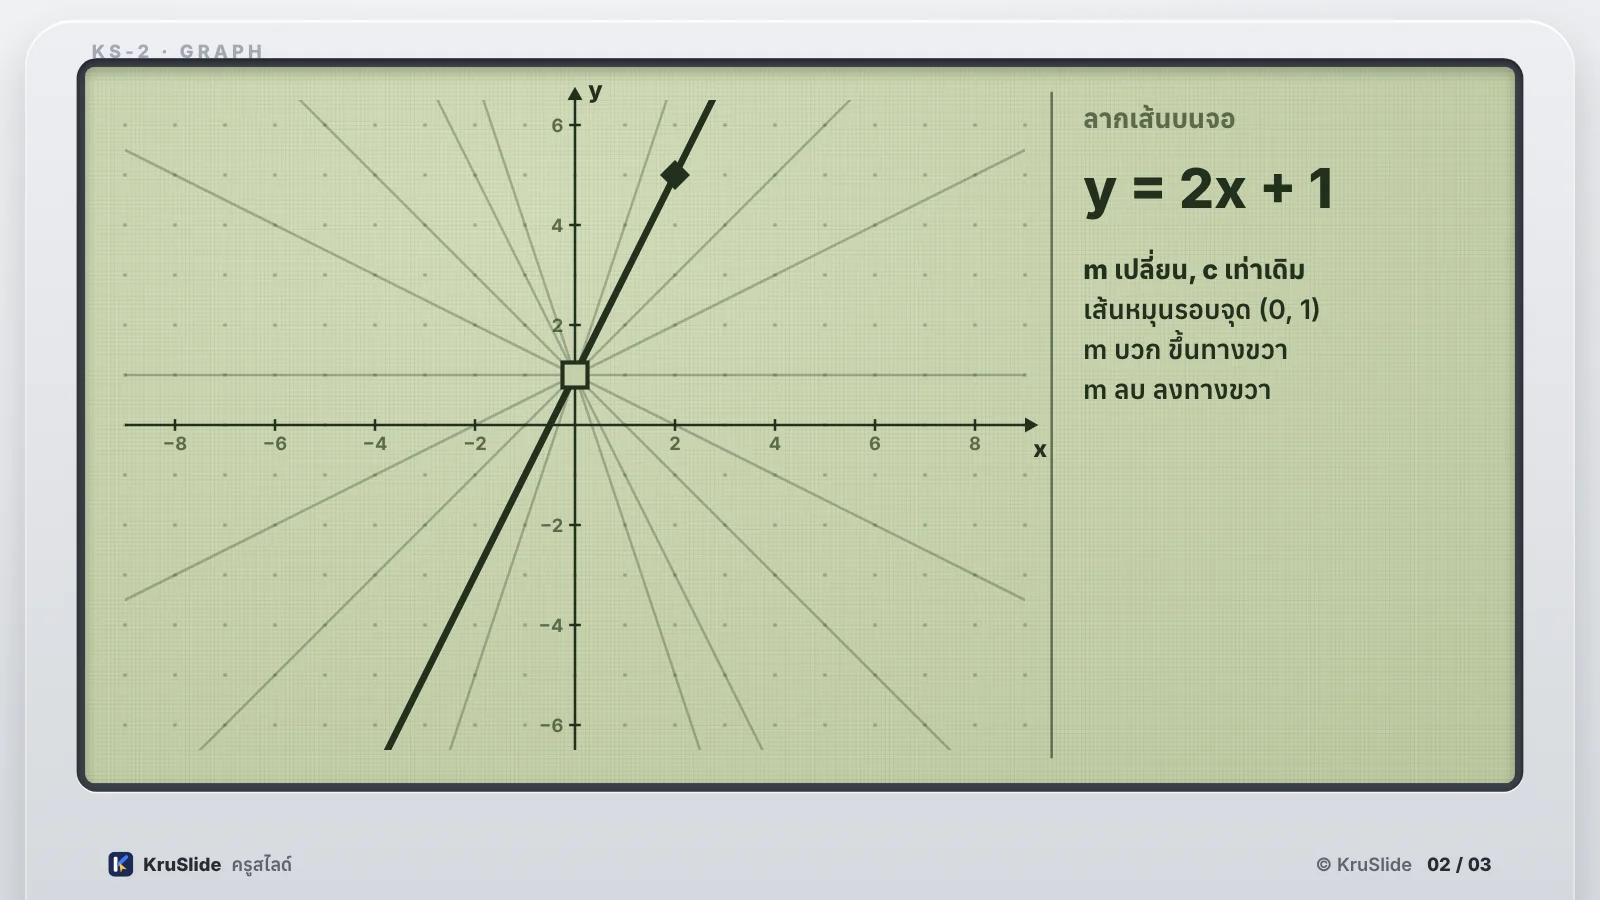 KS-2 · GRAPH
y
6
4
2
−8 −6 −4 −2 2 4 6 8
x
−2
−4
−6
ลากเส้นบนจอ
y = 2x + 1
m เปลี่ยน, c เท่าเดิม
เส้นหมุนรอบจุด (0, 1)
m บวก ขึ้นทางขวา
m ลบ ลงทางขวา
KruSlide ครูสไลด์
© KruSlide 02 / 03